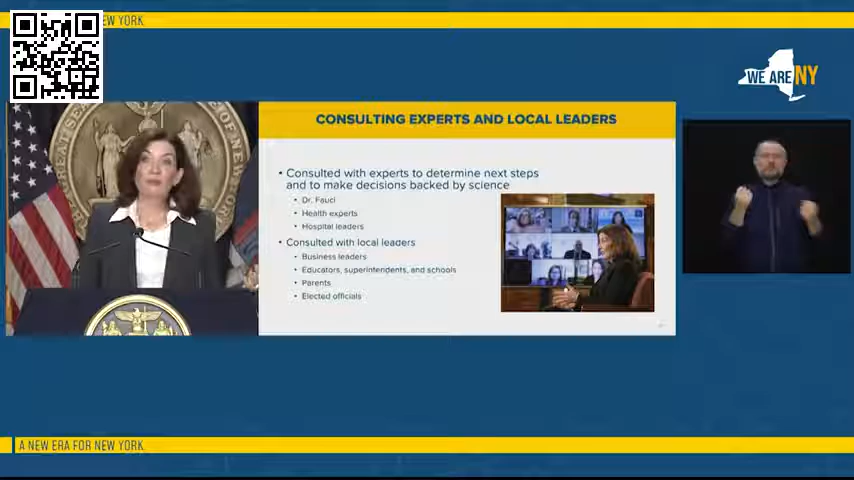 EW YORK
WE ARE NY
CONSULTING EXPERTS AND LOCAL LEADERS
• Consulted with experts to determine next steps
and to make decisions backed by science
• Dr. Fauci
• Health experts
• Hospital leaders
• Consulted with local leaders
• Business leaders
• Educators, superintendents, and schools
• Parents
• Elected officials
A NEW ERA FOR NEW YORK